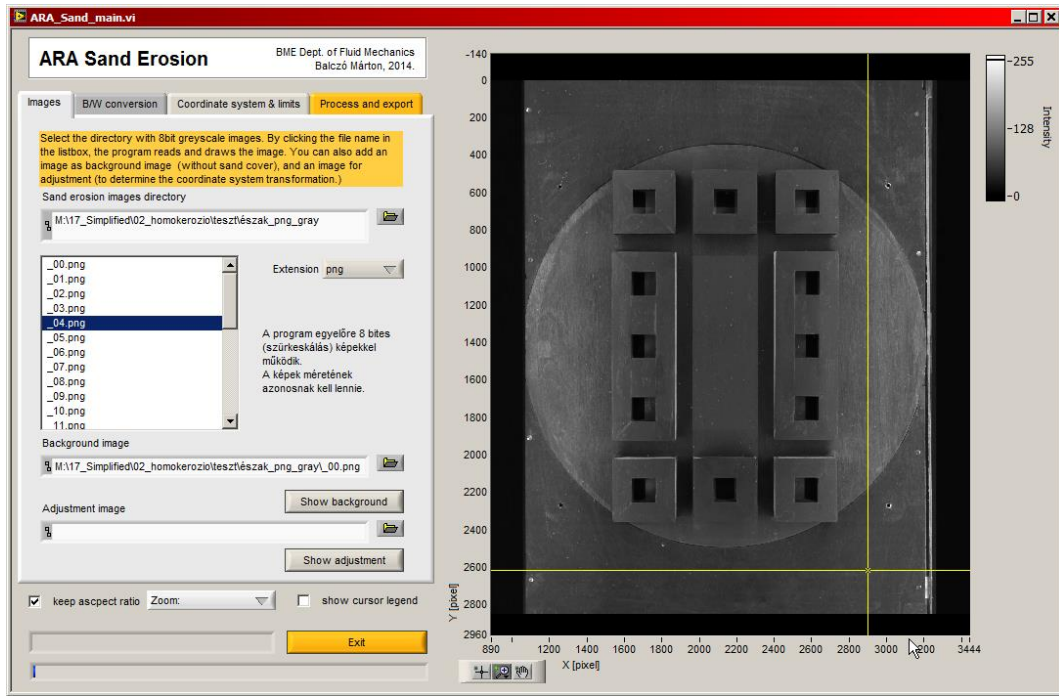 ARA_Sand_main.vi
ARA Sand Erosion
BME Dept. of Fluid Mechanics
Balczó Márton, 2014.
Images
B/W conversion
Coordinate system & limits
Process and export
Select the directory with 8bit greyscale images. By clicking the file name in
the listbox, the program reads and draws the image. You can also add an
image as background image (without sand cover), and an image for
adjustment (to determine the coordinate system transformation.)
Sand erosion images directory
M:\17_Simplified\02_homokerozio\teszt\észak_png_gray
_00.png
_01.png
_02.png
_03.png
_04.png
_05.png
_06.png
_07.png
_08.png
_09.png
_10.png
_11.png
Extension png
A program egyelőre 8 bites
(szürkeskálás) képekkel
működik.
A képek méretének
azonosnak kell lennie.
Background image
M:\17_Simplified\02_homokerozio\teszt\észak_png_gray\_00.png
Show background
Adjustment image
Show adjustment
keep ascpect ratio
Zoom:
show cursor legend
Exit
-140
0
200
400
600
800
1000
1200
1400
1600
1800
2000
2200
2400
2600
2800
2960
Y [pixel]
890 1000 1200 1400 1600 1800 2000 2200 2400 2600 2800 3000 3200 3444
X [pixel]
-255
-128
-0
Intensity